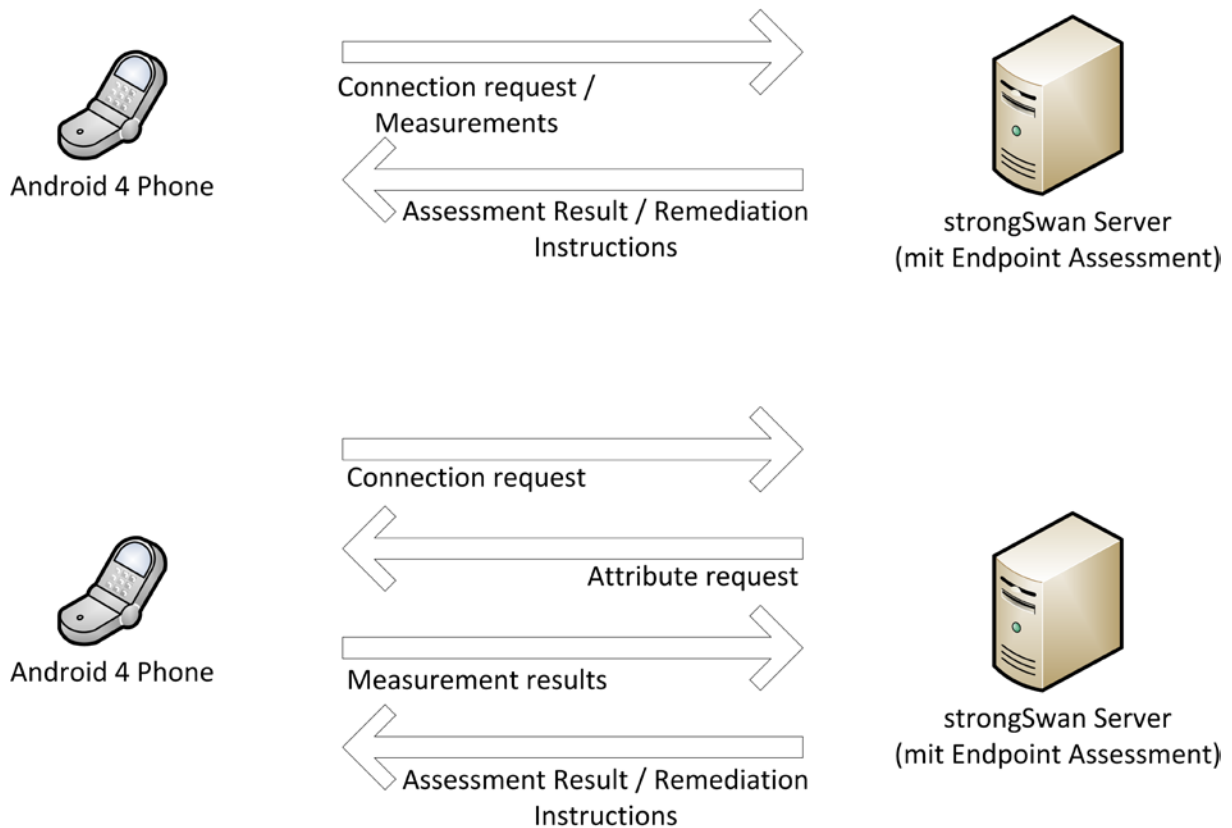 Connection request /
Measurements
Android 4 Phone
Assessment Result / Remediation
Instructions
strongSwan Server
(mit Endpoint Assessment)
Connection request
Attribute request
Android 4 Phone
Measurement results
strongSwan Server
(mit Endpoint Assessment)
Assessment Result / Remediation
Instructions